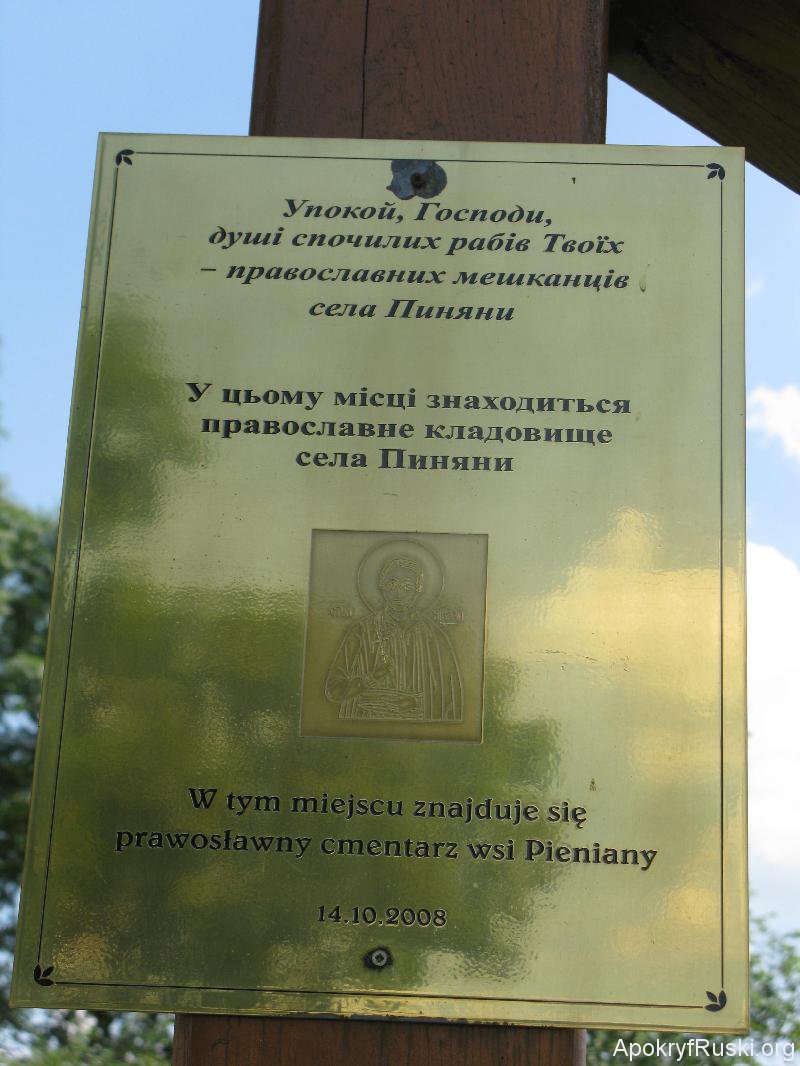 Упокой, Господи,
душі спочилих рабів Твоїх
– православних мешканців
села Пиняни
У цьому місці знаходиться
православне кладовище
села Пиняни
W tym miejscu znajduje się
prawosławny cmentarz wsi Pieniany
14.10.2008
ApokryfRuski.org